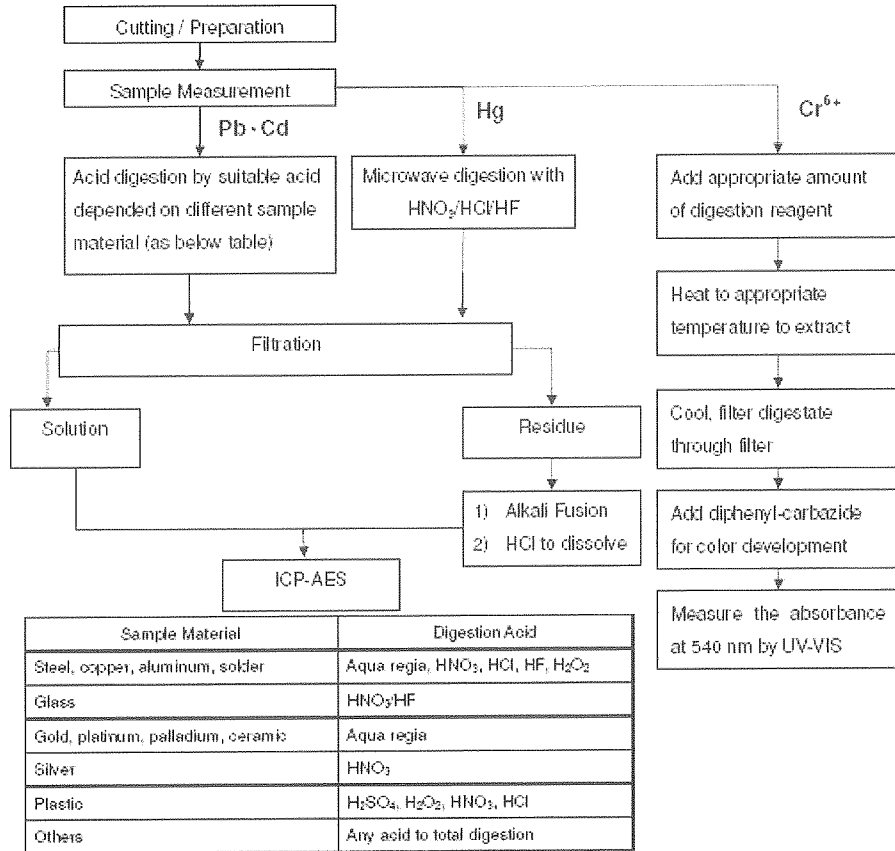 Cutting / Preparation
Sample Measurement
Pb、Cd
Hg
Cr⁶⁺
Acid digestion by suitable acid
depended on different sample
material (as below table)
Microwave digestion with
HNO₃/HCl/HF
Add appropriate amount
of digestion reagent
Heat to appropriate
temperature to extract
Filtration
Solution
Residue
Cool, filter digestate
through filter
1) Alkali Fusion
2) HCl to dissolve
Add diphenyl-carbazide
for color development
ICP-AES
Measure the absorbance
at 540 nm by UV-VIS
Sample Material	Digestion Acid
Steel, copper, aluminum, solder	Aqua regia, HNO₃, HCl, HF, H₂O₂
Glass	HNO₃/HF
Gold, platinum, palladium, ceramic	Aqua regia
Silver	HNO₃
Plastic	H₂SO₄, H₂O₂, HNO₃, HCl
Others	Any acid to total digestion